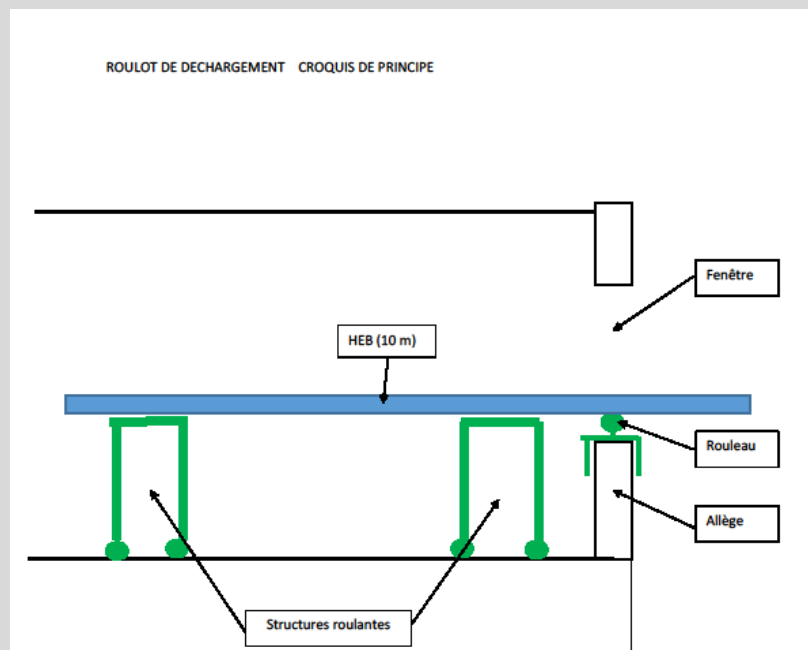 ROULOT DE DECHARGEMENT CROQUIS DE PRINCIPE
Fenêtre
HEB (10 m)
Rouleau
Allège
Structures roulantes